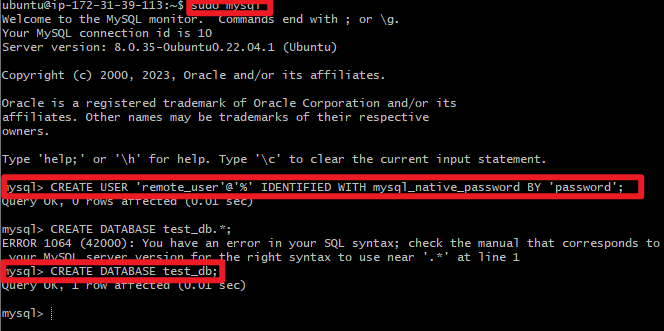 ubuntu@ip-172-31-39-113:~$ sudo mysql
Welcome to the MySQL monitor.  Commands end with ; or \g.
Your MySQL connection id is 10
Server version: 8.0.35-0ubuntu0.22.04.1 (Ubuntu)
Copyright (c) 2000, 2023, Oracle and/or its affiliates.
Oracle is a registered trademark of Oracle Corporation and/or its
affiliates. Other names may be trademarks of their respective
owners.
Type 'help;' or '\h' for help. Type '\c' to clear the current input statement.
mysql> CREATE USER 'remote_user'@'%' IDENTIFIED WITH mysql_native_password BY 'password';
Query OK, 0 rows affected (0.01 sec)
mysql> CREATE DATABASE test_db.*;
ERROR 1064 (42000): You have an error in your SQL syntax; check the manual that corresponds to
 your MySQL server version for the right syntax to use near '.*' at line 1
mysql> CREATE DATABASE test_db;
Query OK, 1 row affected (0.01 sec)
mysql>